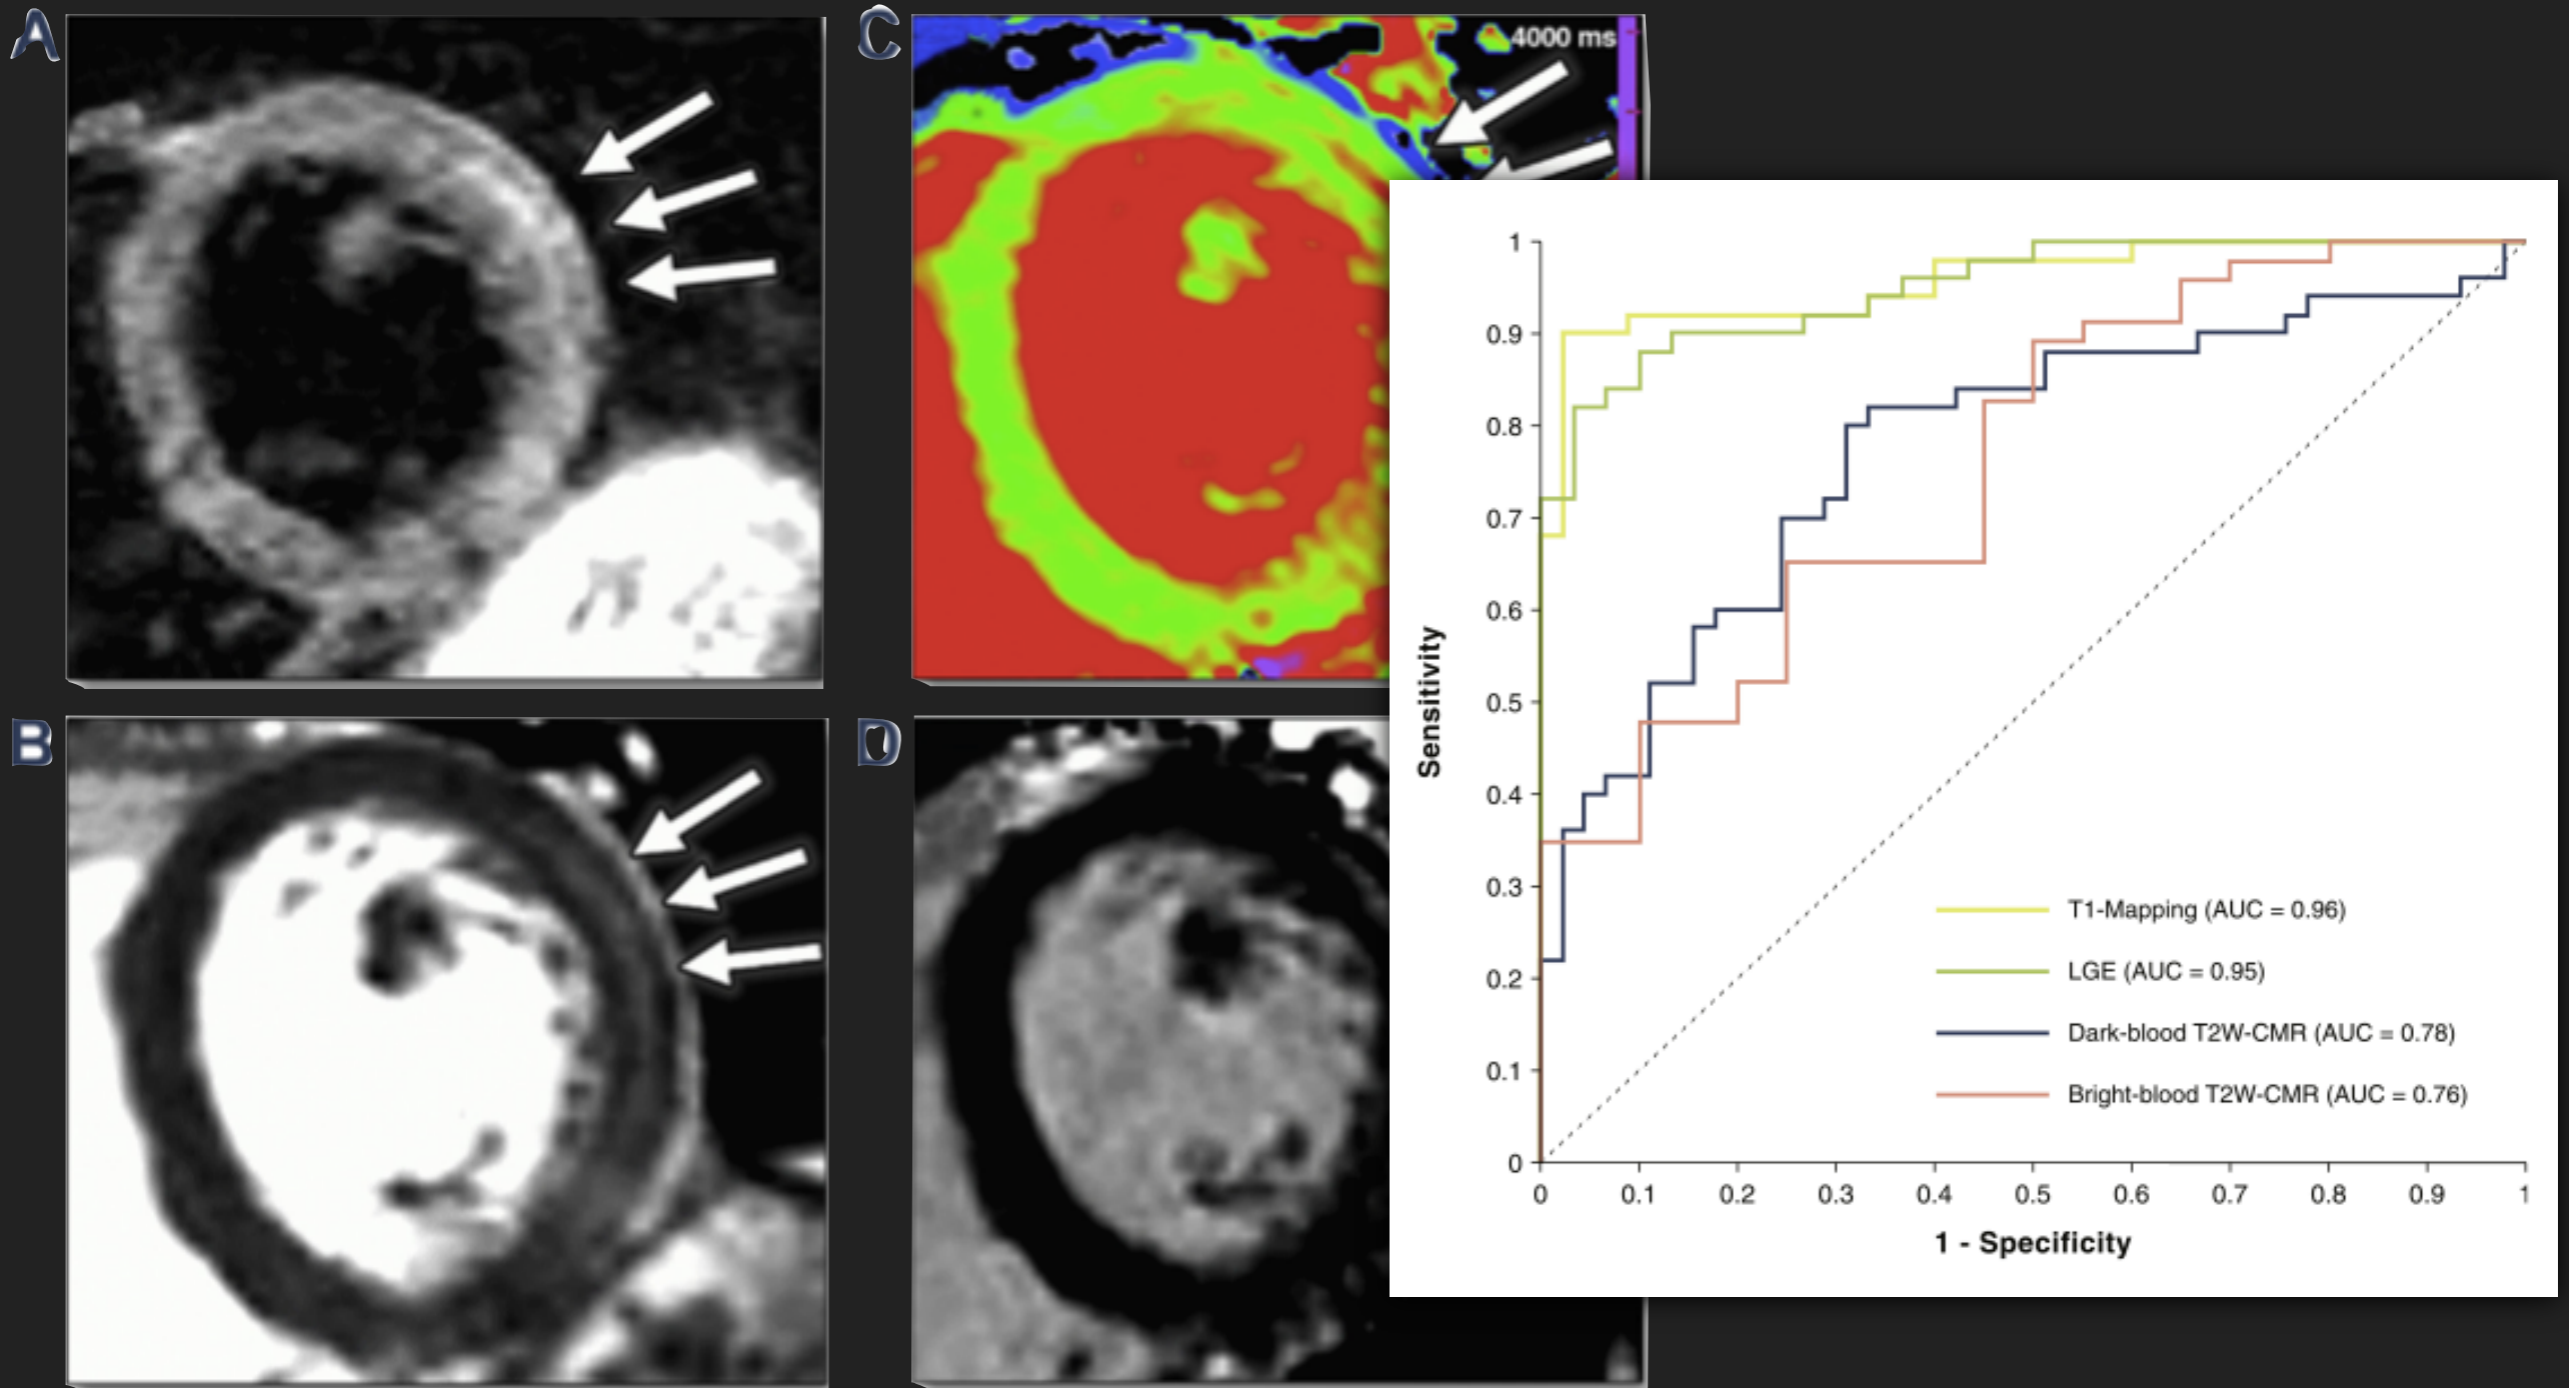 A
C
4000 ms
B
D
1
0.9
0.8
0.7
0.6
0.5
0.4
0.3
0.2
0.1
0
Sensitivity
T1-Mapping (AUC = 0.96)
LGE (AUC = 0.95)
Dark-blood T2W-CMR (AUC = 0.78)
Bright-blood T2W-CMR (AUC = 0.76)
0 0.1 0.2 0.3 0.4 0.5 0.6 0.7 0.8 0.9 1
1 - Specificity